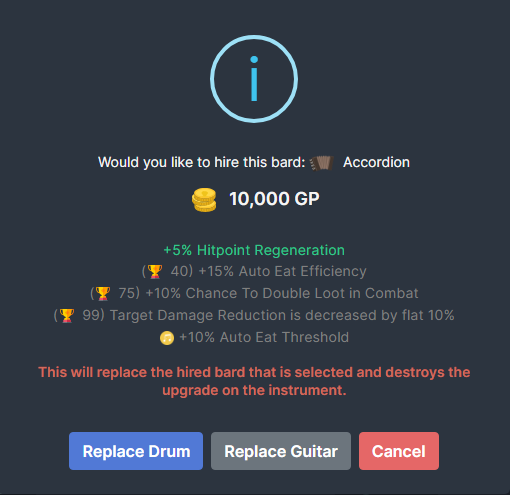 Would you like to hire this bard: Accordion
10,000 GP
+5% Hitpoint Regeneration
( 40) +15% Auto Eat Efficiency
( 75) +10% Chance To Double Loot in Combat
( 99) Target Damage Reduction is decreased by flat 10%
+10% Auto Eat Threshold
This will replace the hired bard that is selected and destroys the
upgrade on the instrument.
Replace Drum Replace Guitar Cancel